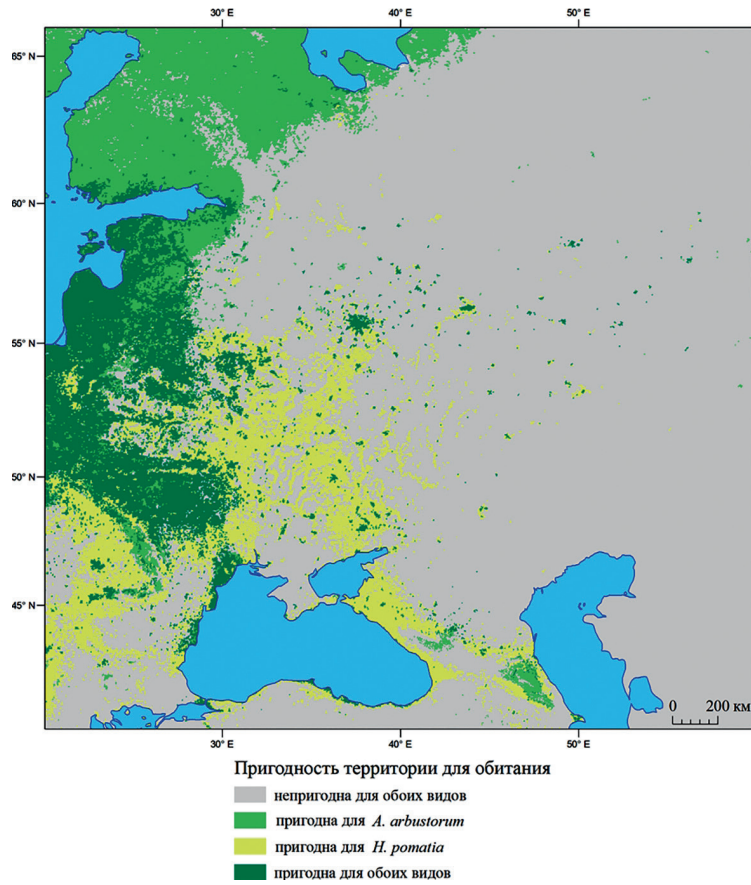 30° E 40° E 50° E
65° N
60° N
55° N
50° N
45° N
0 200 км
30° E 40° E 50° E
Пригодность территории для обитания
непригодна для обоих видов
пригодна для A. arbustorum
пригодна для H. pomatia
пригодна для обоих видов